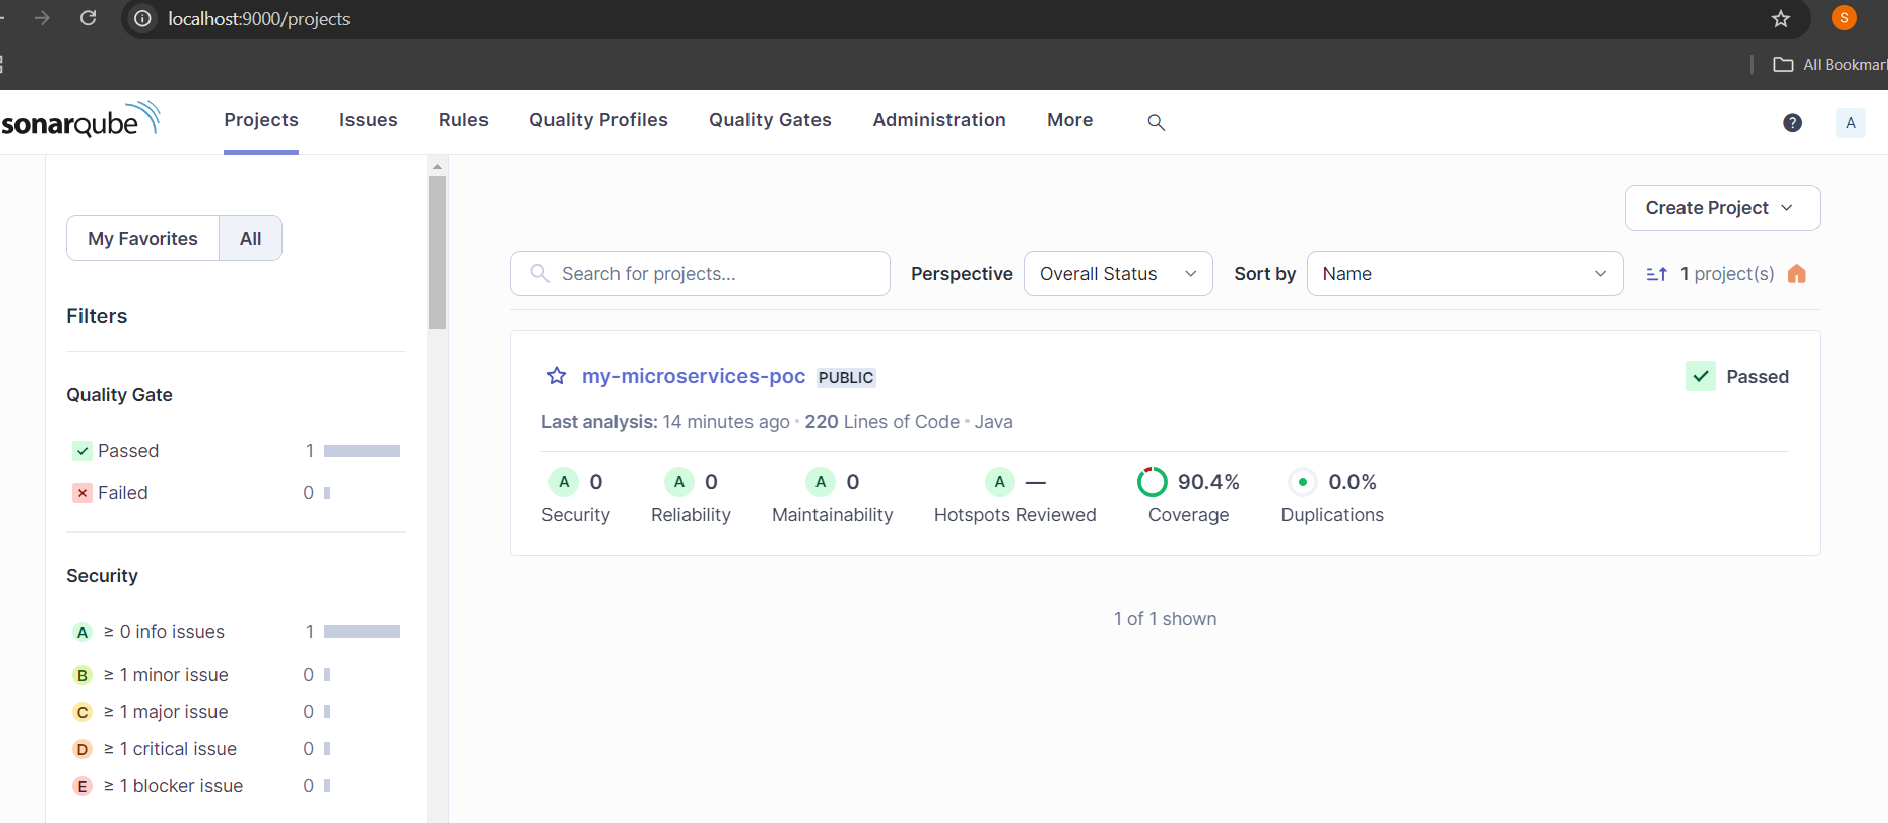 localhost:9000/projects
S
All Bookmar
sonarqube
Projects Issues Rules Quality Profiles Quality Gates Administration More
?
A
Create Project
My Favorites All
Search for projects...
Perspective Overall Status Sort by Name 1 project(s)
Filters
my-microservices-poc PUBLIC Passed
Last analysis: 14 minutes ago • 220 Lines of Code • Java
A 0 A 0 A 0 A — 90.4% 0.0%
Security Reliability Maintainability Hotspots Reviewed Coverage Duplications
Quality Gate
Passed 1
Failed 0
Security
A ≥ 0 info issues 1
B ≥ 1 minor issue 0
C ≥ 1 major issue 0
D ≥ 1 critical issue 0
E ≥ 1 blocker issue 0
1 of 1 shown